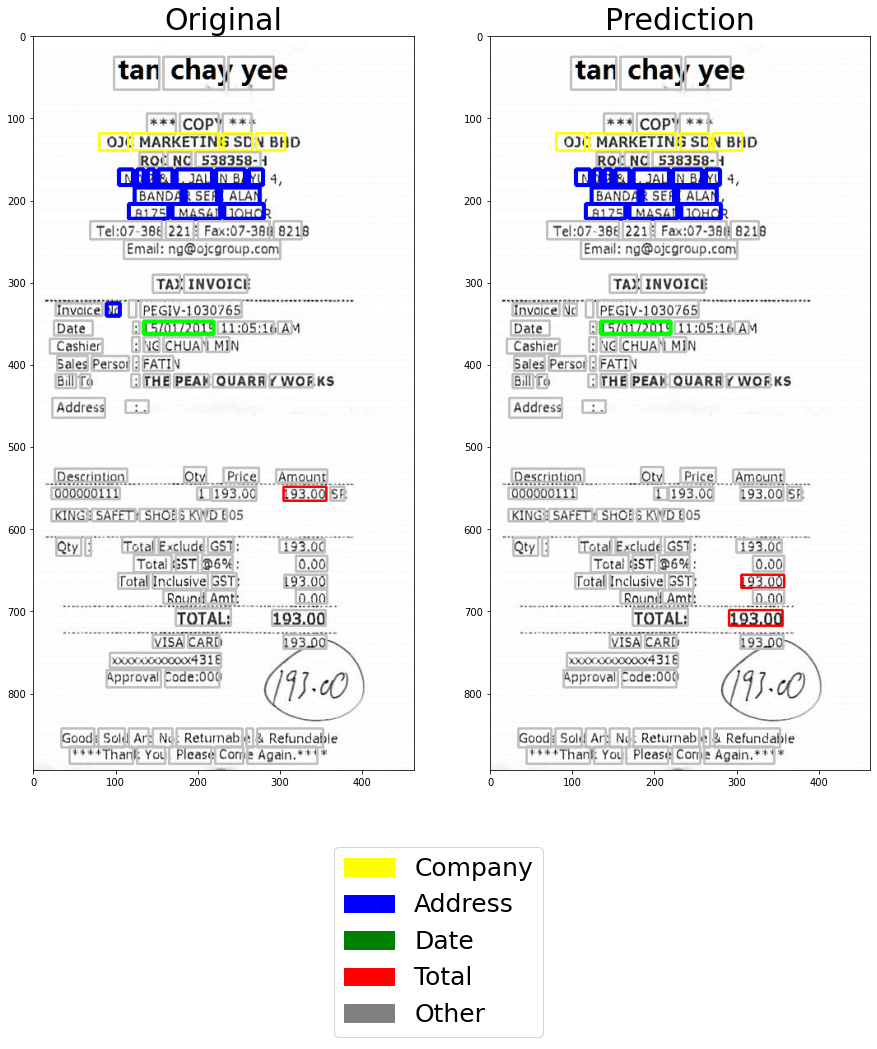 Original
tan chay yee
*** COPY ***
OJC MARKETING SDN BHD
ROC NO: 538358-H
NO & JALAN BAYU 4,
BANDAR SERI ALAM,
MASAI, JOHOR
Tel:07-388 2218 Fax:07-388 8218
Email: ng@ojcgroup.com
TAX INVOICE
Invoice No : PEGIV-1030765
Date : 15/01/2019 11:05:16 AM
Cashier : NG CHUAN MIN
Sales Person : FATIN
Bill To : THE PEAK QUARRY WORKS
Address : .
Description Qty Price Amount
000000111 1 193.00 193.00 SR
KINGS SAFETY SHOES KWD 805
Qty : Total Exclude GST: 193.00
Total GST @6%: 0.00
Total Inclusive GST: 193.00
Round Amt: 0.00
TOTAL: 193.00
VISA CARD 193.00
xxxxxxxxxxxx4318
Approval Code:000
193.00
Goods Sold Are Not Returnable & Refundable
****Thank You. Please Come Again.****
0
100
200
300
400
500
600
700
800
0 100 200 300 400
Prediction
tan chay yee
*** COPY ***
OJC MARKETING SDN BHD
ROC NO: 538358-H
NO & JALAN BAYU 4,
BANDAR SERI ALAM,
MASAI, JOHOR
Tel:07-388 2218 Fax:07-388 8218
Email: ng@ojcgroup.com
TAX INVOICE
Invoice No : PEGIV-1030765
Date : 15/01/2019 11:05:16 AM
Cashier : NG CHUAN MIN
Sales Person : FATIN
Bill To : THE PEAK QUARRY WORKS
Address : .
Description Qty Price Amount
000000111 1 193.00 193.00 SR
KINGS SAFETY SHOES KWD 805
Qty : Total Exclude GST: 193.00
Total GST @6%: 0.00
Total Inclusive GST: 193.00
Round Amt: 0.00
TOTAL: 193.00
VISA CARD 193.00
xxxxxxxxxxxx4318
Approval Code:000
193.00
Goods Sold Are Not Returnable & Refundable
****Thank You. Please Come Again.****
0
100
200
300
400
500
600
700
800
0 100 200 300 400
Company
Address
Date
Total
Other